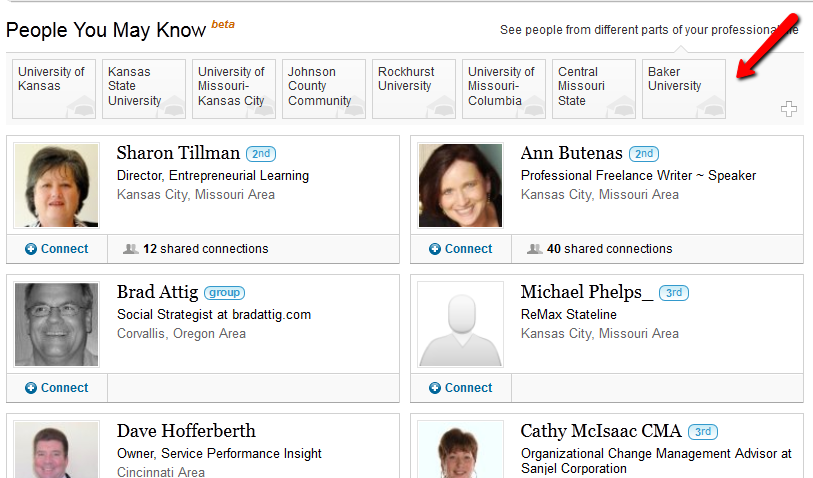 People You May Know beta
See people from different parts of your professional
University of
Kansas
Kansas
State
University
University of
Missouri-
Kansas City
Johnson
County
Community
Rockhurst
University
University of
Missouri-
Columbia
Central
Missouri
State
Baker
University
Sharon Tillman 2nd
Director, Entrepreneurial Learning
Kansas City, Missouri Area
Connect
12 shared connections
Ann Butenas 2nd
Professional Freelance Writer ~ Speaker
Kansas City, Missouri Area
Connect
40 shared connections
Brad Attig group
Social Strategist at bradattig.com
Corvallis, Oregon Area
Connect
Michael Phelps_ 3rd
ReMax Stateline
Kansas City, Missouri Area
Connect
Dave Hofferberth
Owner, Service Performance Insight
Cincinnati Area
Cathy McIsaac CMA 3rd
Organizational Change Management Advisor at
Sanjel Corporation